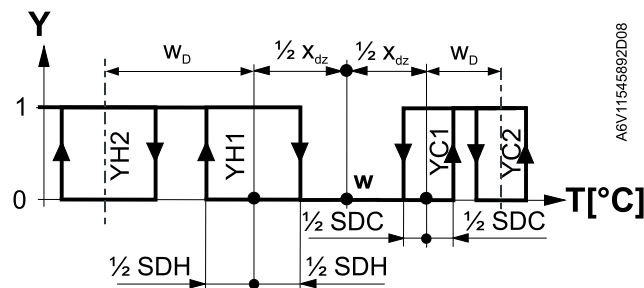 Y
w_D
½ x_dz
½ x_dz
w_D
1
YH2
YH1
YC1
YC2
0
w
T[°C]
½ SDC
½ SDC
½ SDH
½ SDH
A6V11545892D08